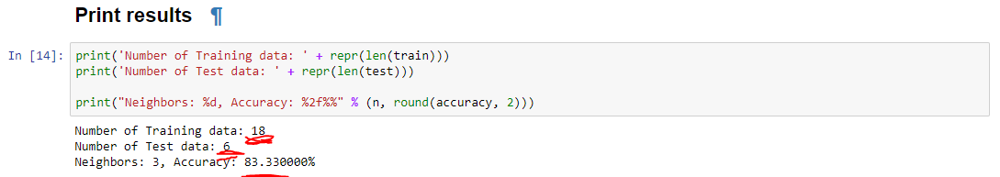 Print results ¶
In [14]: print('Number of Training data: ' + repr(len(train)))
print('Number of Test data: ' + repr(len(test)))
print("Neighbors: %d, Accuracy: %2f%%" % (n, round(accuracy, 2)))
Number of Training data: 18
Number of Test data: 6
Neighbors: 3, Accuracy: 83.330000%